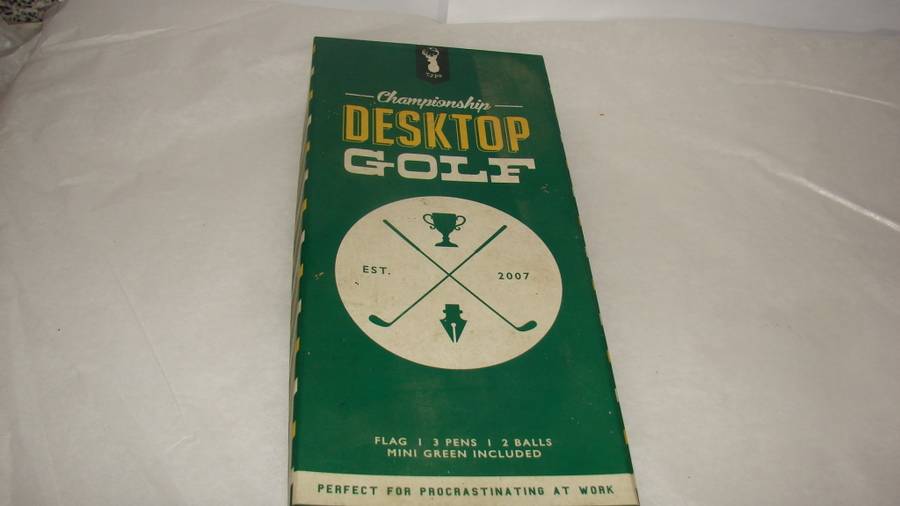 Championship
DESKTOP
GOLF
EST. 2007
FLAG | 3 PENS | 2 BALLS
MINI GREEN INCLUDED
PERFECT FOR PROCRASTINATING AT WORK